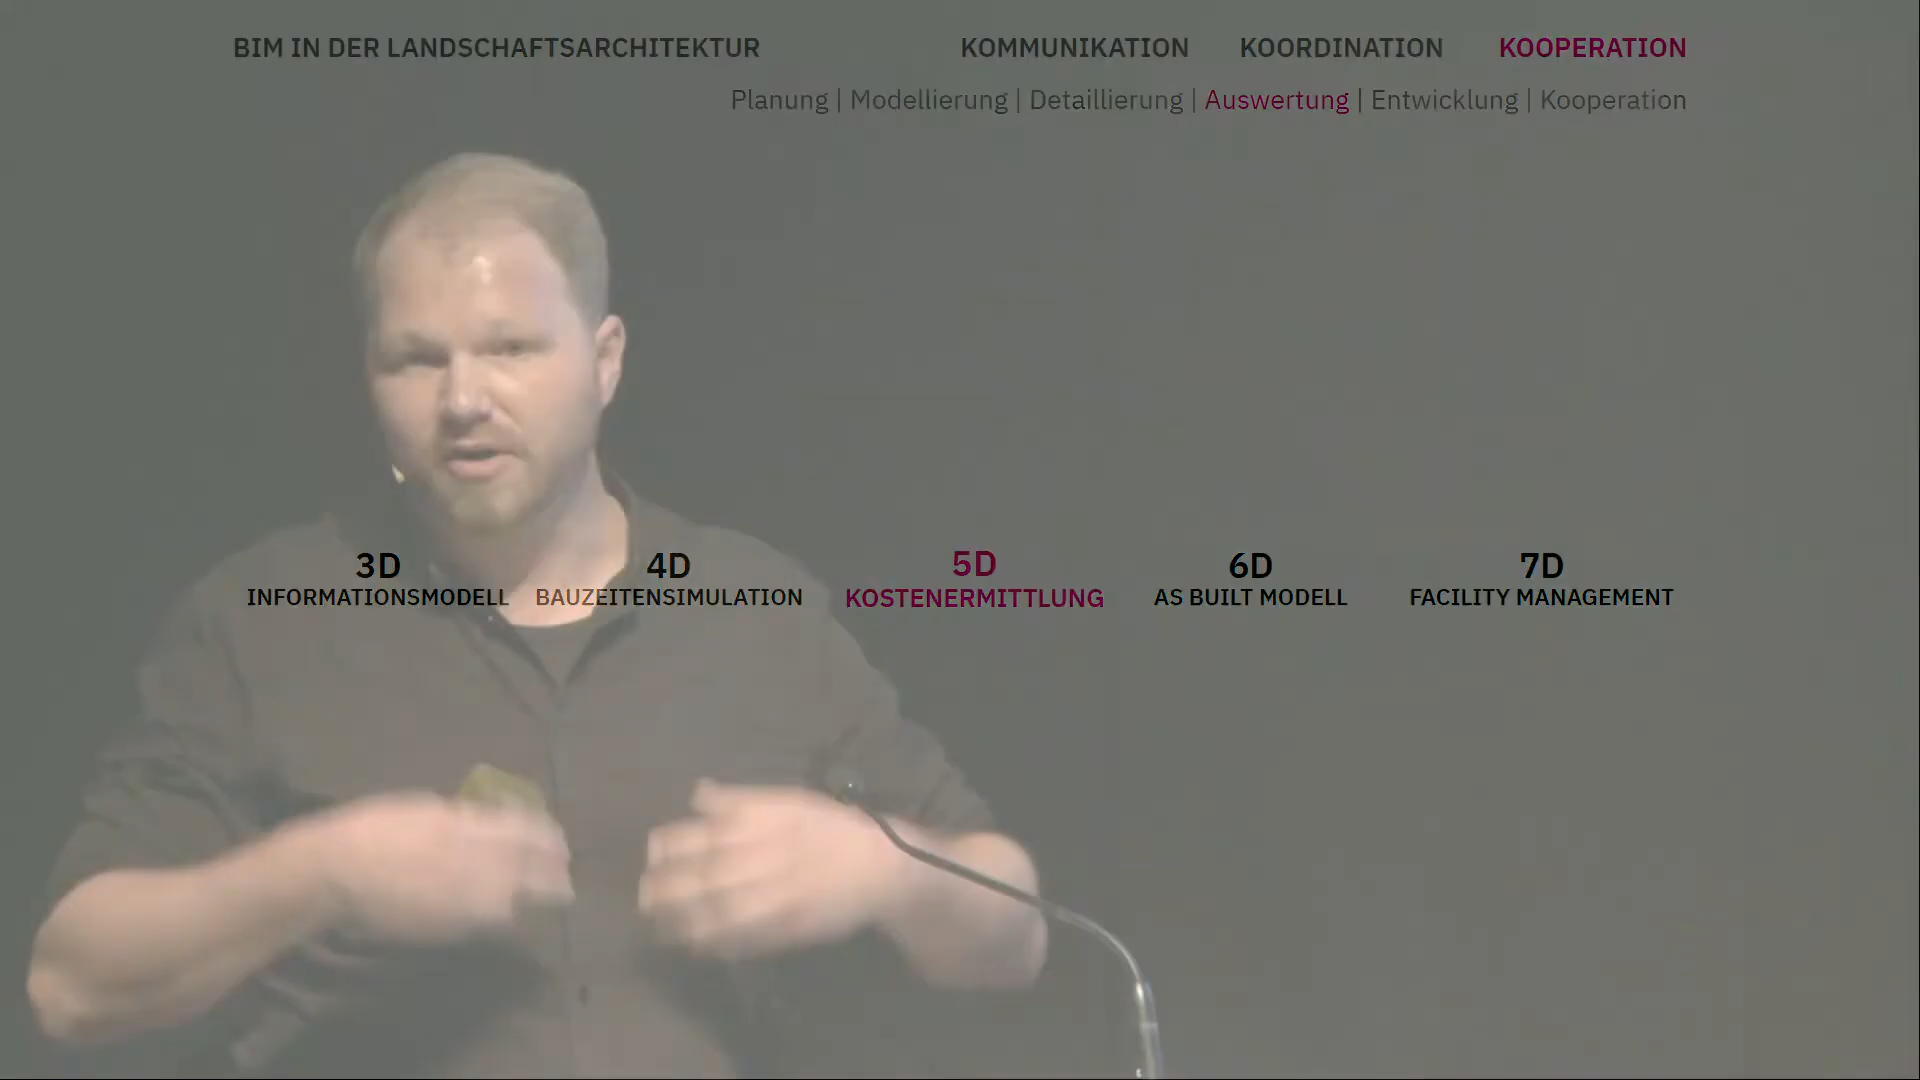 BIM IN DER LANDSCHAFTSARCHITEKTUR KOMMUNIKATION KOORDINATION KOOPERATION
Planung | Modellierung | Detaillierung | Auswertung | Entwicklung | Kooperation
3D 4D 5D 6D 7D
INFORMATIONSMODELL BAUZEITENSIMULATION KOSTENERMITTLUNG AS BUILT MODELL FACILITY MANAGEMENT